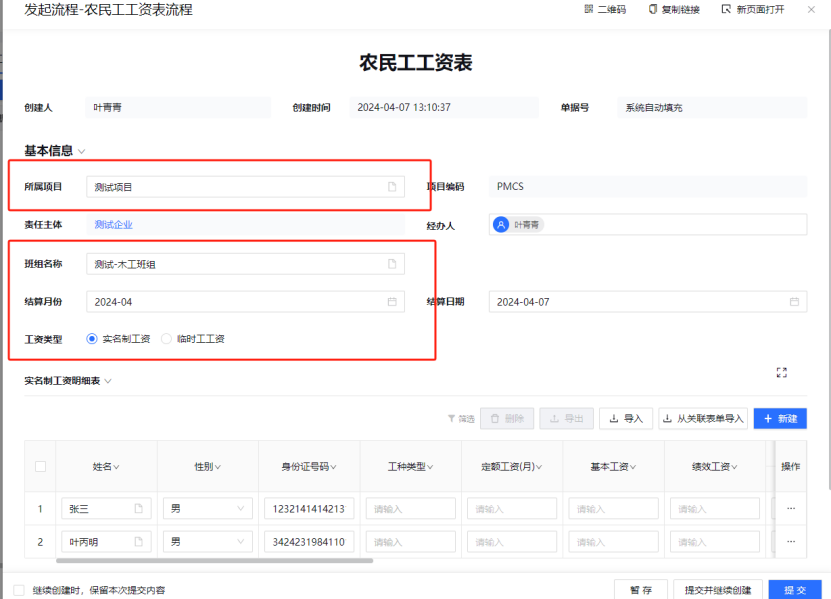 发起流程-农民工工资表流程 二维码 复制链接 新页面打开
农民工工资表
创建人 叶青青 创建时间 2024-04-07 13:10:37 单据号 系统自动填充
基本信息
所属项目 测试项目 项目编码 PMCS
责任主体 测试企业 经办人 叶青青
班组名称 测试-木工班组
结算月份 2024-04 结算日期 2024-04-07
工资类型 实名制工资 临时工工资
实名制工资明细表
筛选 删除 导出 导入 从关联表单导入 + 新建
姓名 性别 身份证号码 工种类型 定额工资(月) 基本工资 绩效工资 操作
1 张三 男 1232141414213 请输入 请输入 请输入 请输入 ...
2 叶丙明 男 3424231984110 请输入 请输入 请输入 请输入 ...
继续创建时，保留本次提交内容 暂存 提交并继续创建 提交